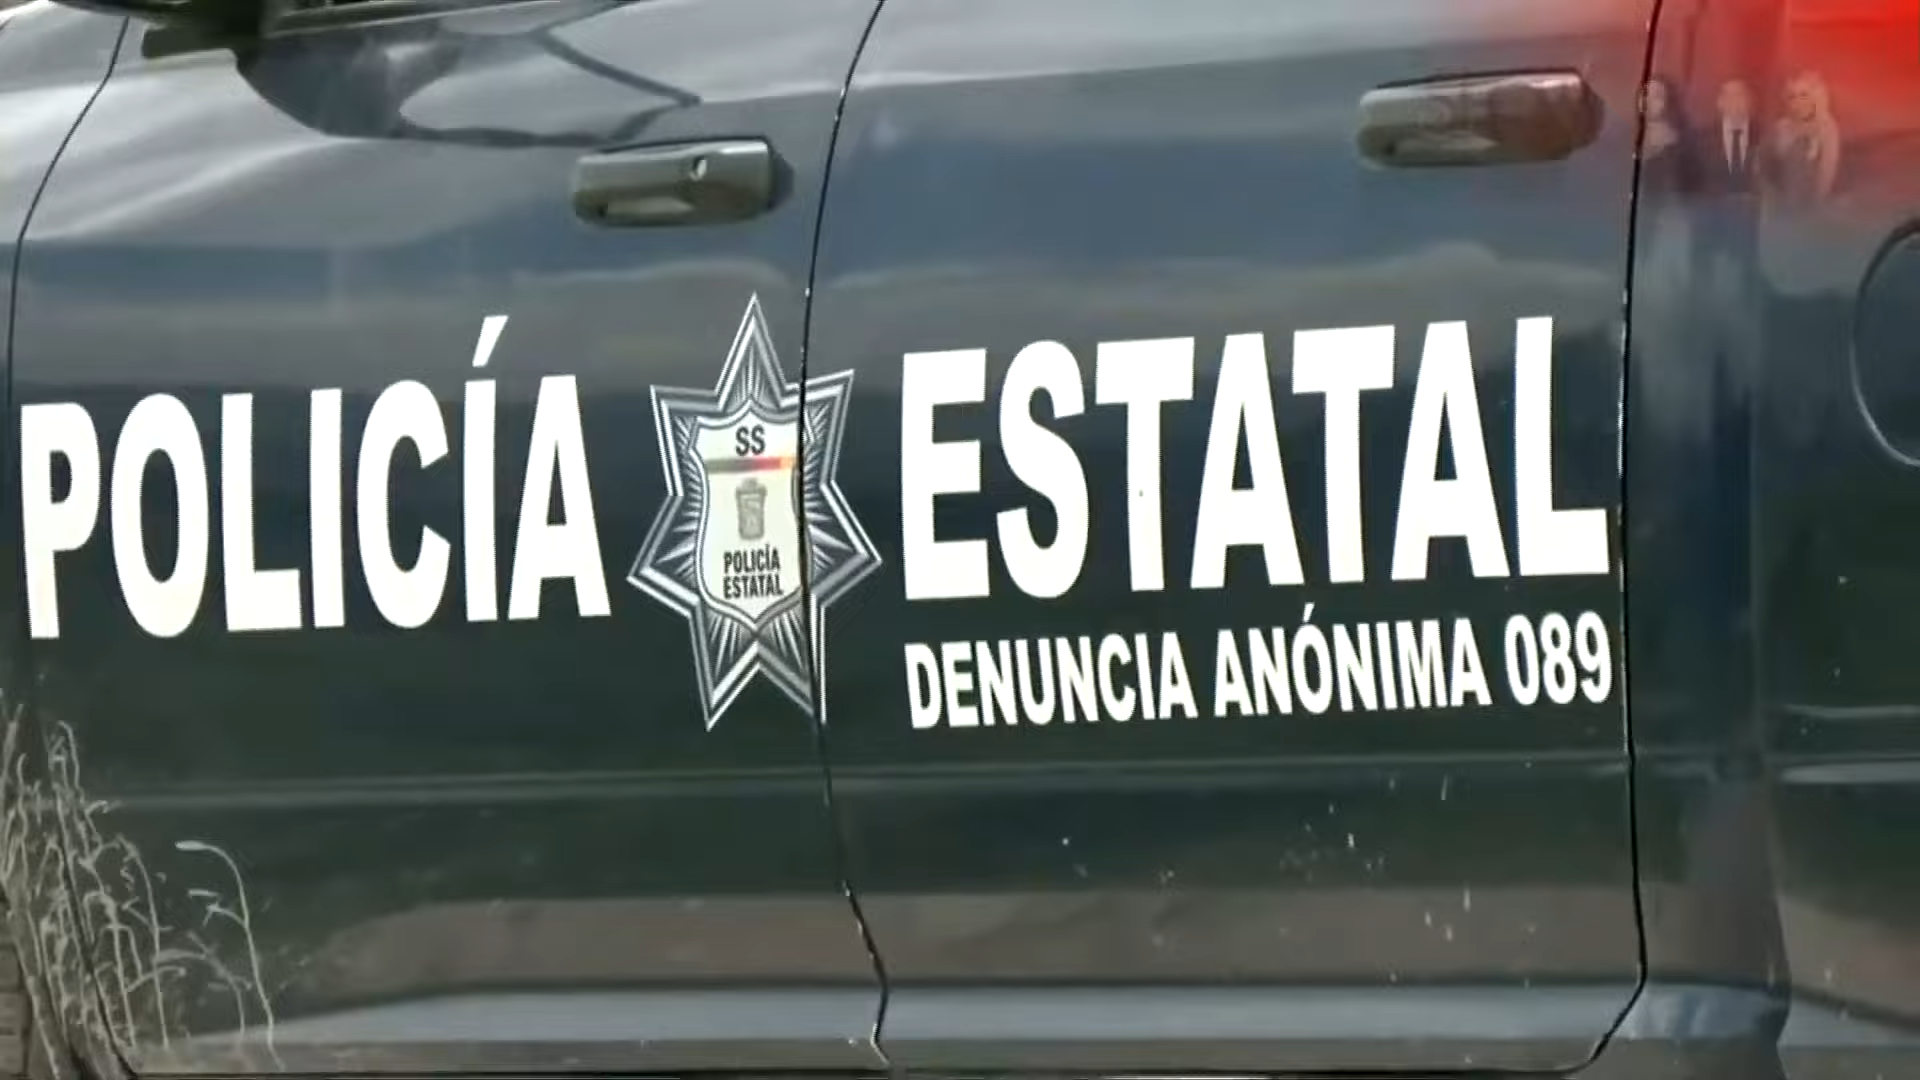 POLICÍA ESTATAL
SS
POLICÍA
ESTATAL
DENUNCIA ANÓNIMA 089